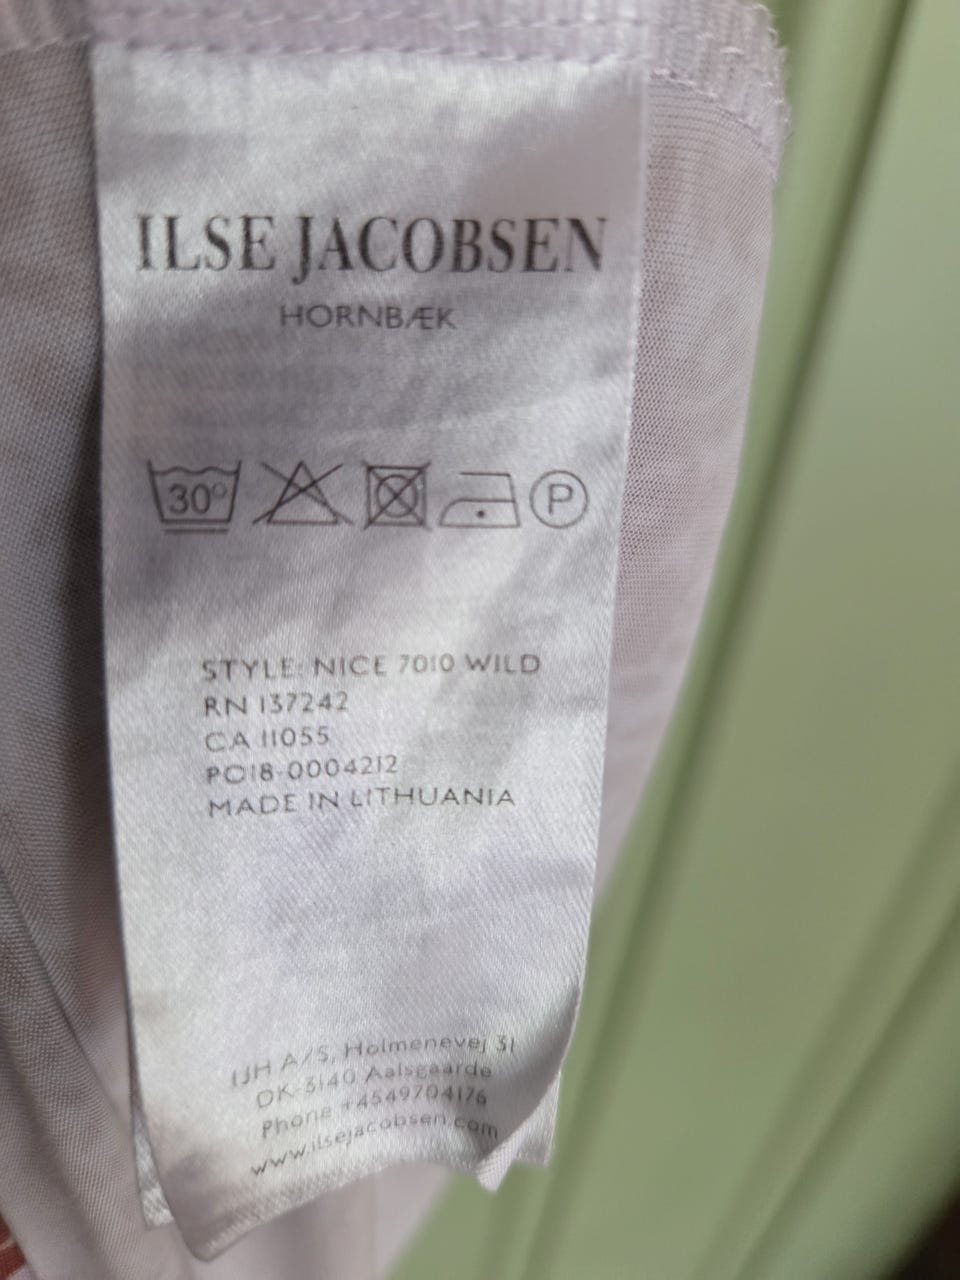 ILSE JACOBSEN
HORNBÆK
30°
P
STYLE: NICE 7010 WILD
RN 137242
CA 11055
PO18-0004212
MADE IN LITHUANIA
IJH A/S, Holmenevej 31
DK-3140 Aalsgaarde
Phone +4549704176
www.ilsejacobsen.com